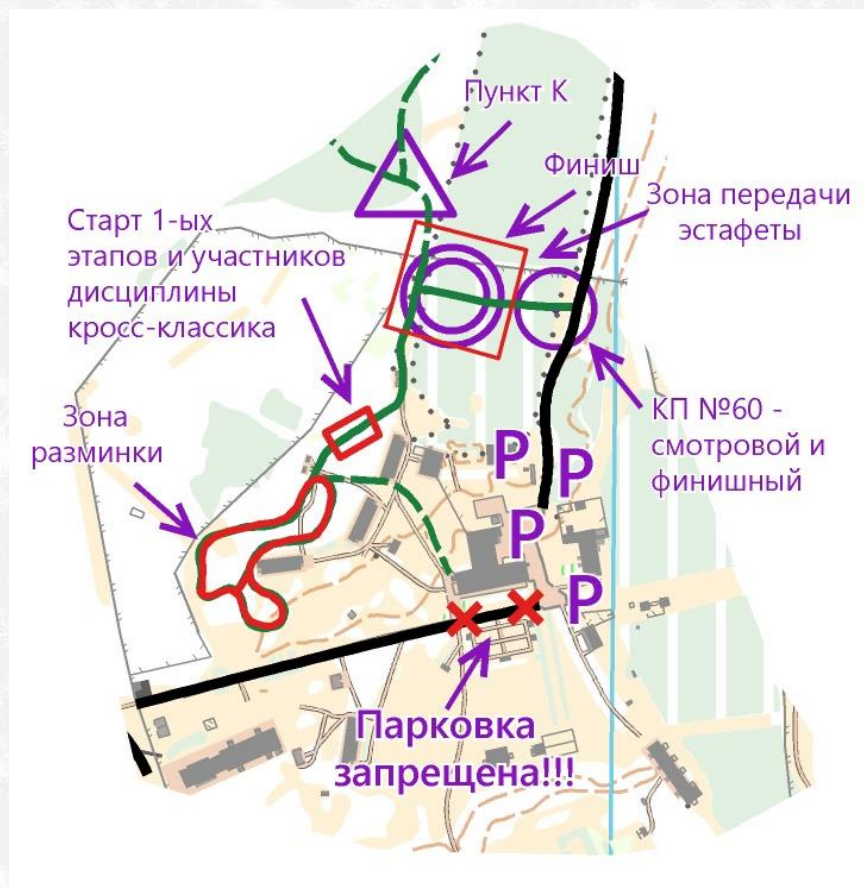 Пункт К
Финиш
Зона передачи
эстафеты
Старт 1-ых
этапов и участников
дисциплины
кросс-классика
Зона
разминки
КП №60 -
смотровой и
финишный
P
P
P
P
Парковка
запрещена!!!